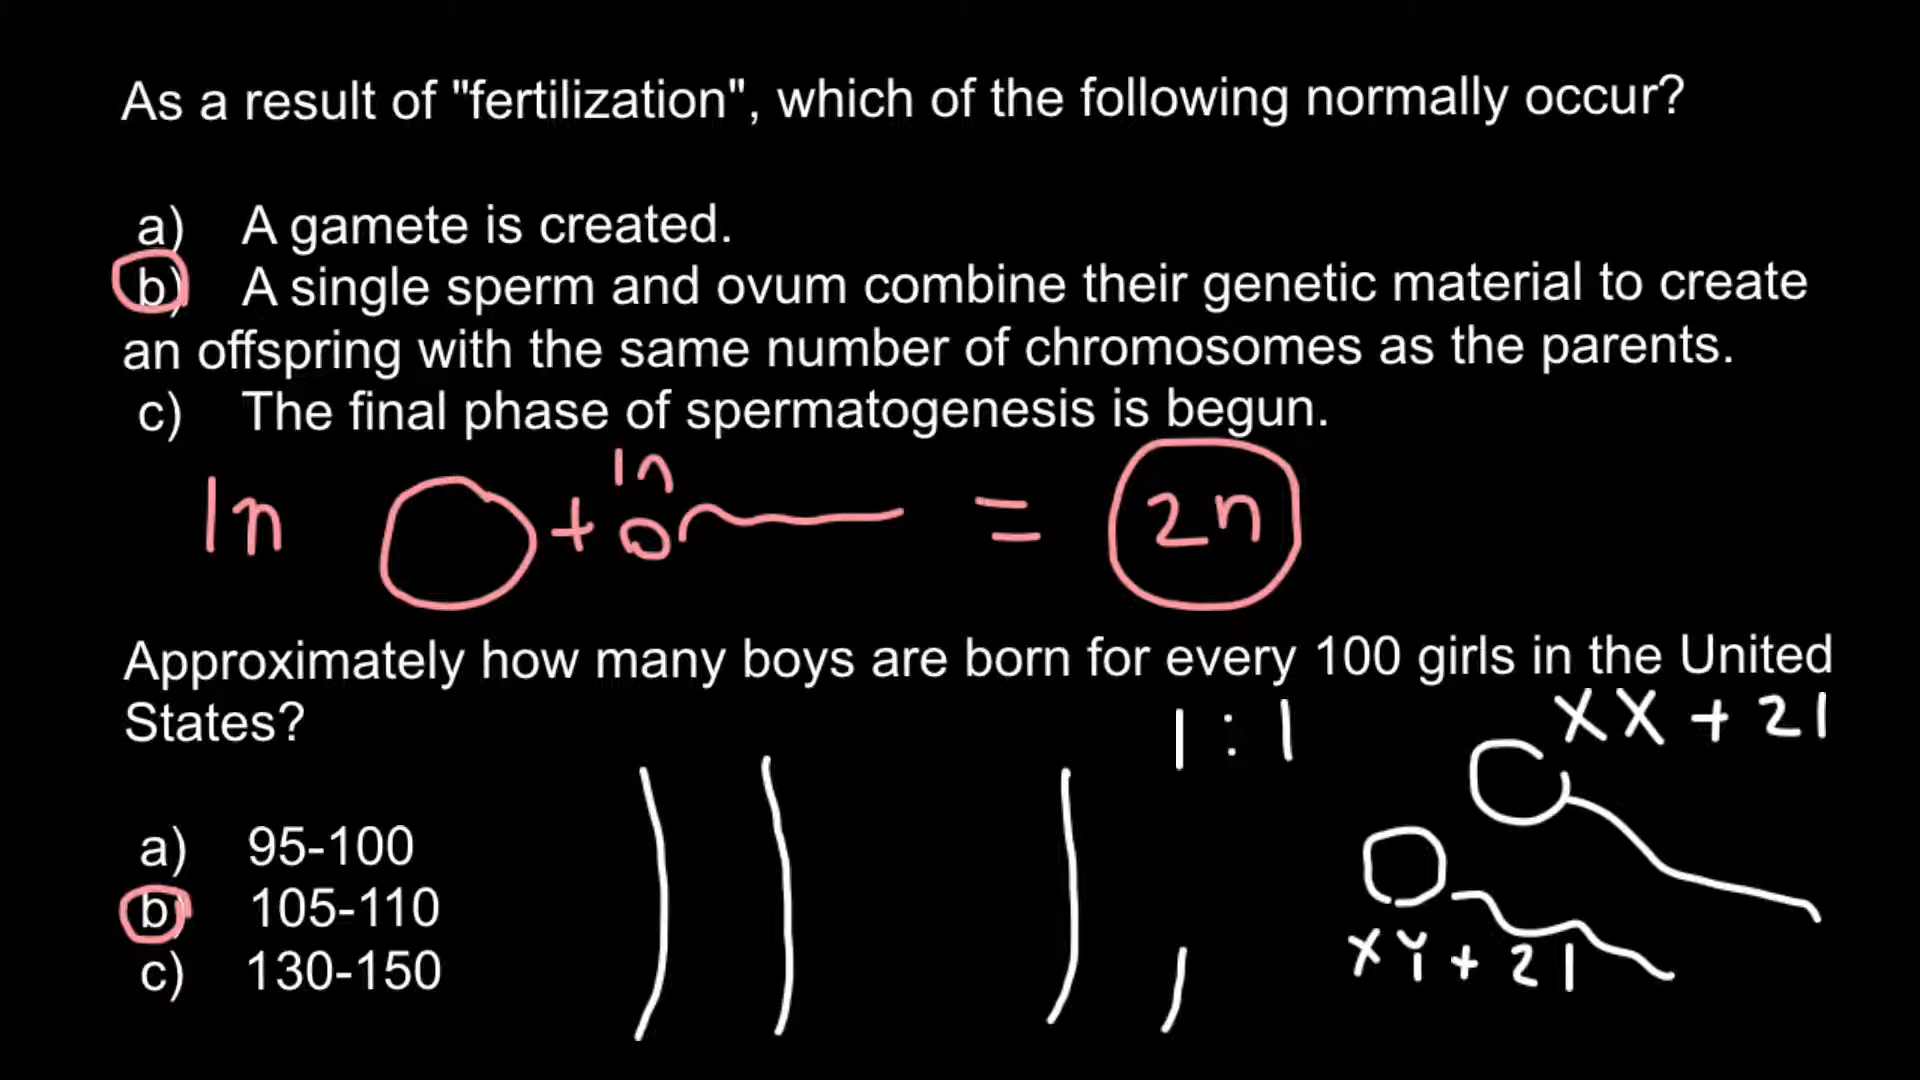 As a result of "fertilization", which of the following normally occur?
a) A gamete is created.
b) A single sperm and ovum combine their genetic material to create
an offspring with the same number of chromosomes as the parents.
c) The final phase of spermatogenesis is begun.
1n
1n
+ = 2n
Approximately how many boys are born for every 100 girls in the United
States?
1 : 1
XX + 21
a) 95-100
b) 105-110
XY + 21
c) 130-150